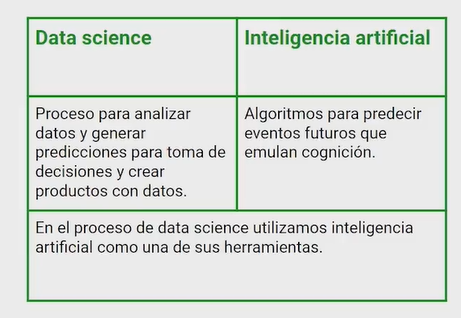 Data science
Inteligencia artificial
Proceso para analizar
datos y generar
predicciones para toma de
decisiones y crear
productos con datos.
Algoritmos para predecir
eventos futuros que
emulan cognición.
En el proceso de data science utilizamos inteligencia
artificial como una de sus herramientas.